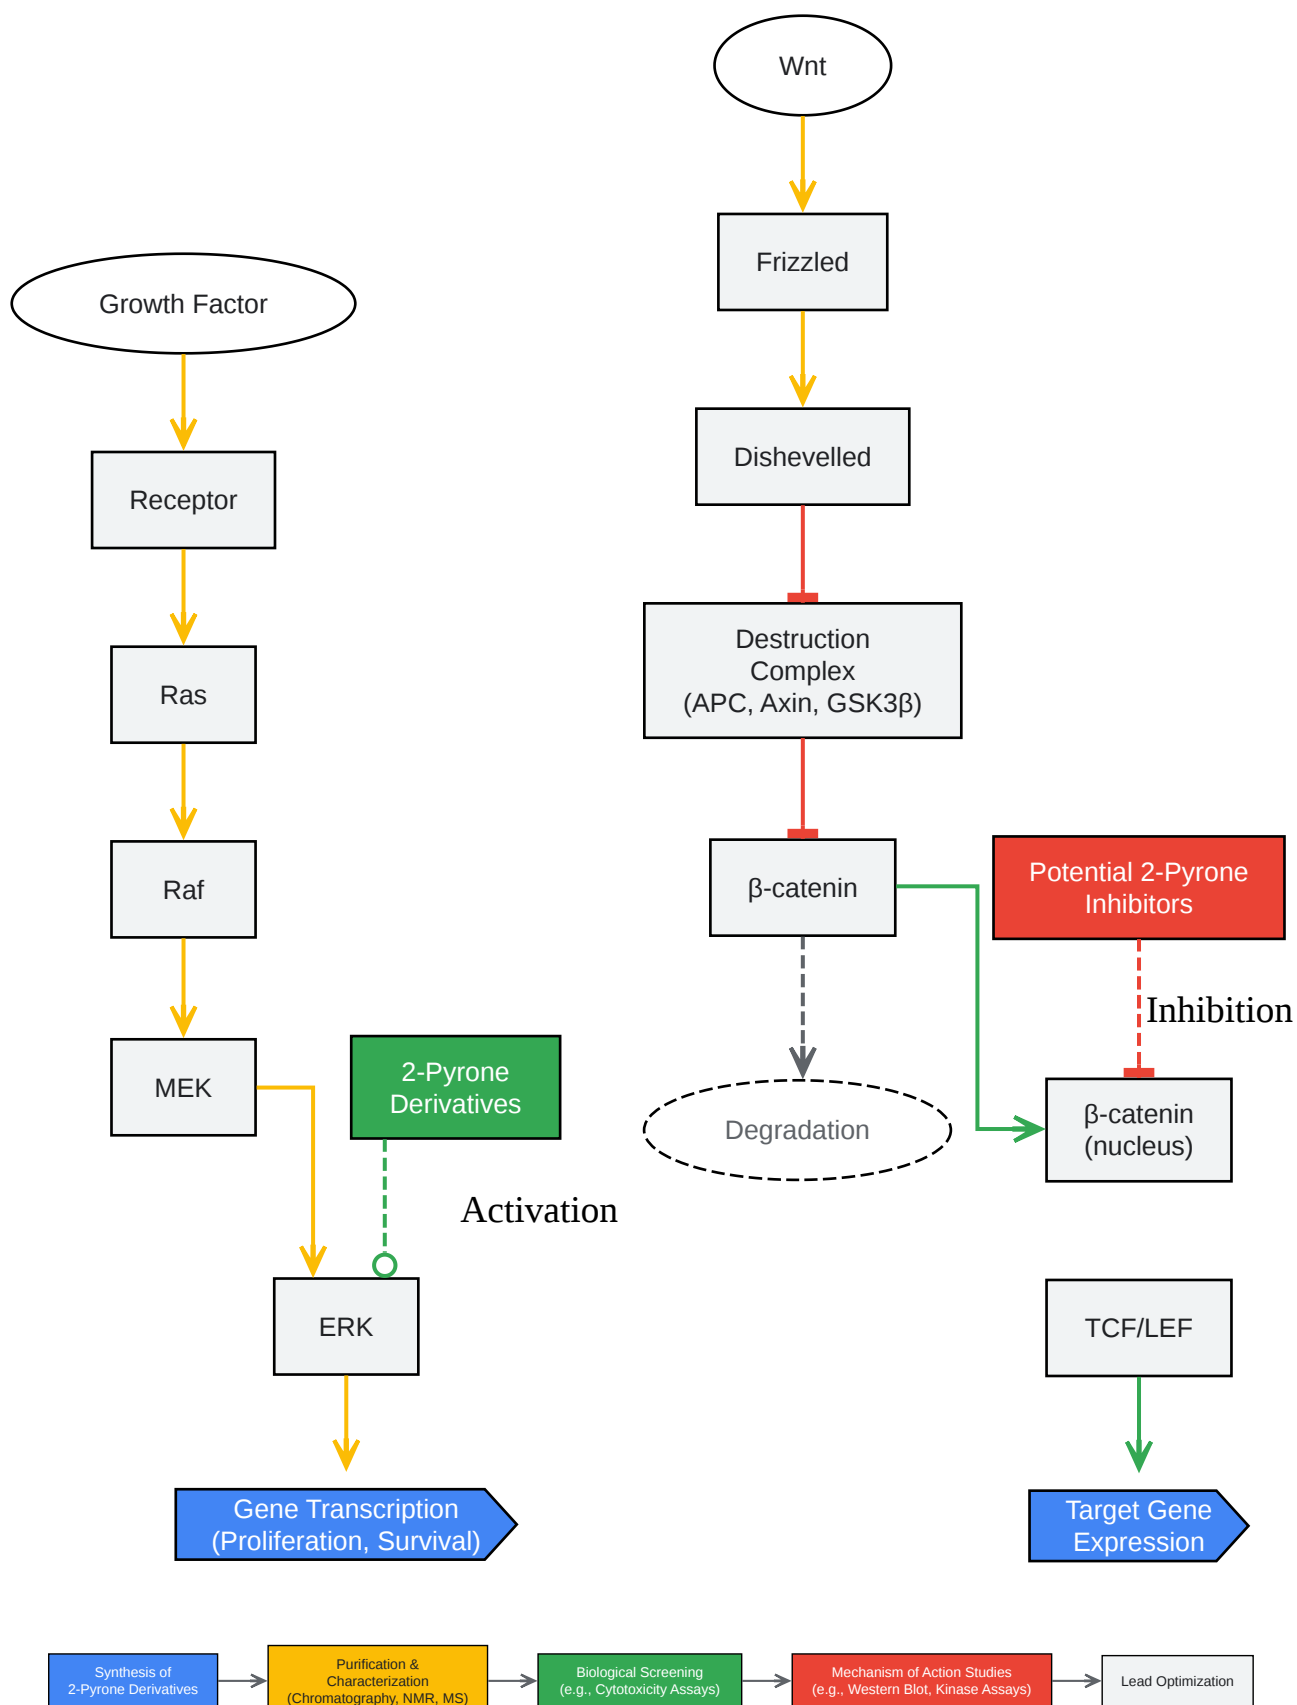 Wnt
Frizzled
Growth Factor
Dishevelled
Receptor
Destruction
Complex
(APC, Axin, GSK3β)
Ras
Raf
β-catenin
Potential 2-Pyrone
Inhibitors
Inhibition
MEK
2-Pyrone
Derivatives
Degradation
β-catenin
(nucleus)
Activation
ERK
TCF/LEF
Gene Transcription
(Proliferation, Survival)
Target Gene
Expression
Synthesis of
2-Pyrone Derivatives
Purification &
Characterization
(Chromatography, NMR, MS)
Biological Screening
(e.g., Cytotoxicity Assays)
Mechanism of Action Studies
(e.g., Western Blot, Kinase Assays)
Lead Optimization